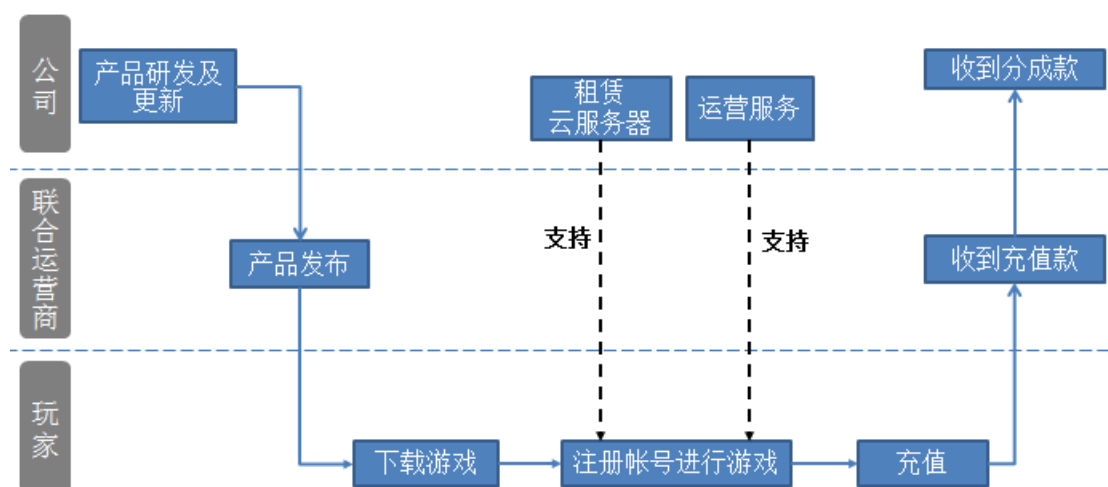 公司
产品研发及
更新
租赁
云服务器
运营服务
收到分成款
联合运营商
产品发布
支持
支持
收到充值款
玩家
下载游戏
注册帐号进行游戏
充值